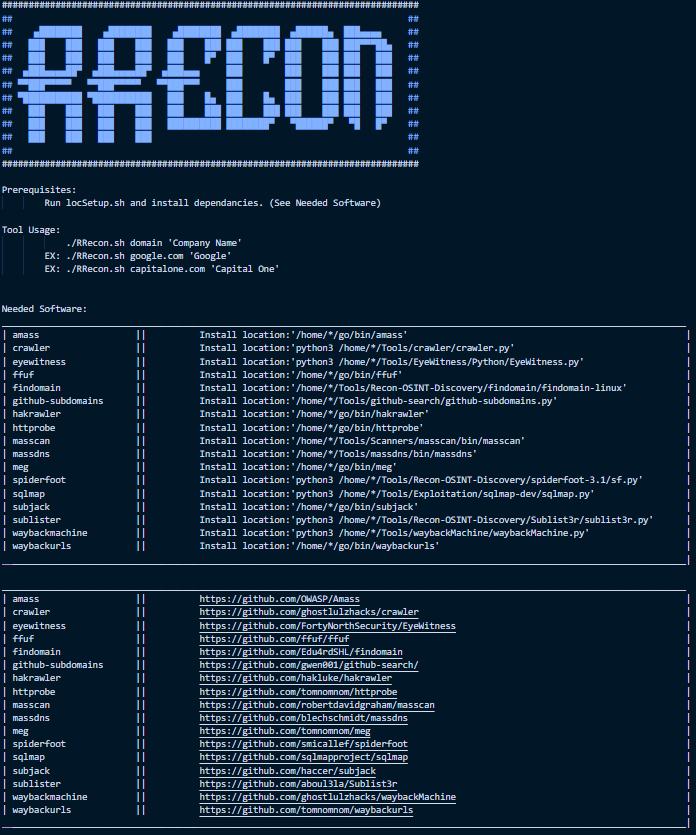 ##############################################################################
## ##
## RRECON ##
## ##
##############################################################################
Prerequisites:
Run locSetup.sh and install dependancies. (See Needed Software)
Tool Usage:
./RRecon.sh domain 'Company Name'
EX: ./RRecon.sh google.com 'Google'
EX: ./RRecon.sh capitalone.com 'Capital One'
Needed Software:
| amass || Install location:'/home/*/go/bin/amass' |
| crawler || Install location:'python3 /home/*/Tools/crawler/crawler.py' |
| eyewitness || Install location:'python3 /home/*/Tools/EyeWitness/Python/EyeWitness.py' |
| ffuf || Install location:'/home/*/go/bin/ffuf' |
| findomain || Install location:'/home/*/Tools/Recon-OSINT-Discovery/findomain/findomain-linux' |
| github-subdomains || Install location:'/home/*/Tools/github-search/github-subdomains.py' |
| hakrawler || Install location:'/home/*/go/bin/hakrawler' |
| httprobe || Install location:'/home/*/go/bin/httprobe' |
| masscan || Install location:'/home/*/Tools/Scanners/masscan/bin/masscan' |
| massdns || Install location:'/home/*/Tools/massdns/bin/massdns' |
| meg || Install location:'/home/*/go/bin/meg' |
| spiderfoot || Install location:'python3 /home/*/Tools/Recon-OSINT-Discovery/spiderfoot-3.1/sf.py' |
| sqlmap || Install location:'python3 /home/*/Tools/Exploitation/sqlmap-dev/sqlmap.py' |
| subjack || Install location:'/home/*/go/bin/subjack' |
| sublister || Install location:'python3 /home/*/Tools/Recon-OSINT-Discovery/Sublist3r/sublist3r.py' |
| waybackmachine || Install location:'python3 /home/*/Tools/waybackMachine/waybackMachine.py' |
| waybackurls || Install location:'/home/*/go/bin/waybackurls' |
| amass || https://github.com/OWASP/Amass |
| crawler || https://github.com/ghostlulzhacks/crawler |
| eyewitness || https://github.com/FortyNorthSecurity/EyeWitness |
| ffuf || https://github.com/ffuf/ffuf |
| findomain || https://github.com/Edu4rdSHL/findomain |
| github-subdomains || https://github.com/gwen001/github-search/ |
| hakrawler || https://github.com/hakluke/hakrawler |
| httprobe || https://github.com/tomnomnom/httprobe |
| masscan || https://github.com/robertdavidgraham/masscan |
| massdns || https://github.com/blechschmidt/massdns |
| meg || https://github.com/tomnomnom/meg |
| spiderfoot || https://github.com/smicallef/spiderfoot |
| sqlmap || https://github.com/sqlmapproject/sqlmap |
| subjack || https://github.com/haccer/subjack |
| sublister || https://github.com/aboul3la/Sublist3r |
| waybackmachine || https://github.com/ghostlulzhacks/waybackMachine |
| waybackurls || https://github.com/tomnomnom/waybackurls |